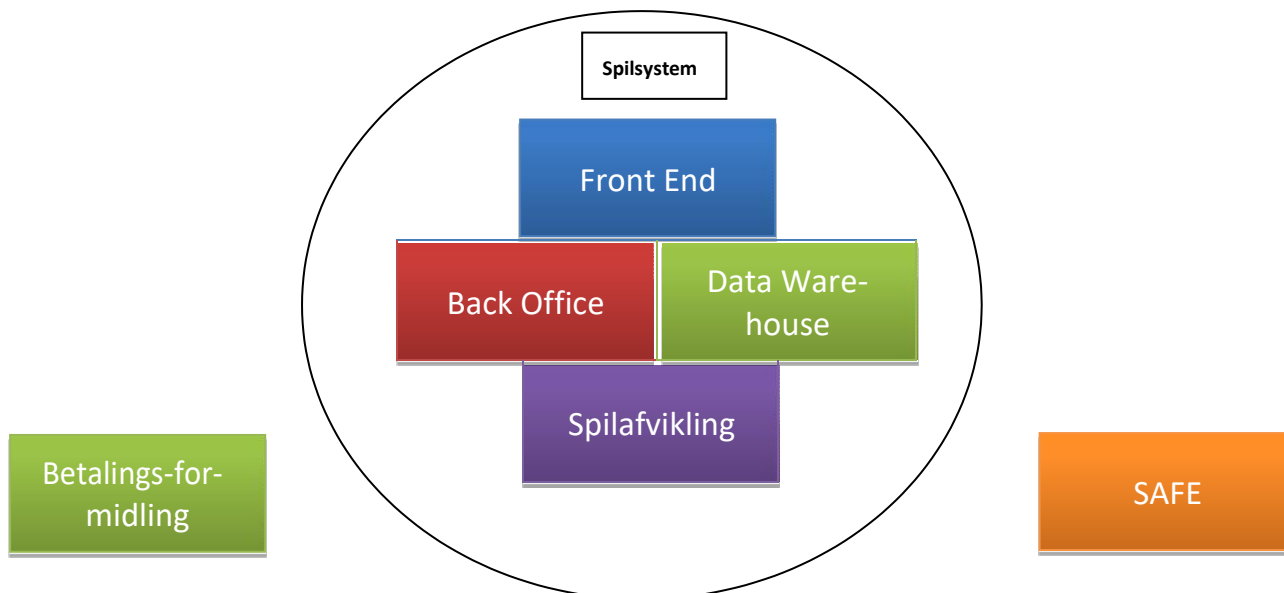 Spilsystem
Front End
Back Office
Data Ware-
house
Spilafvikling
Betalings-for-
midling
SAFE